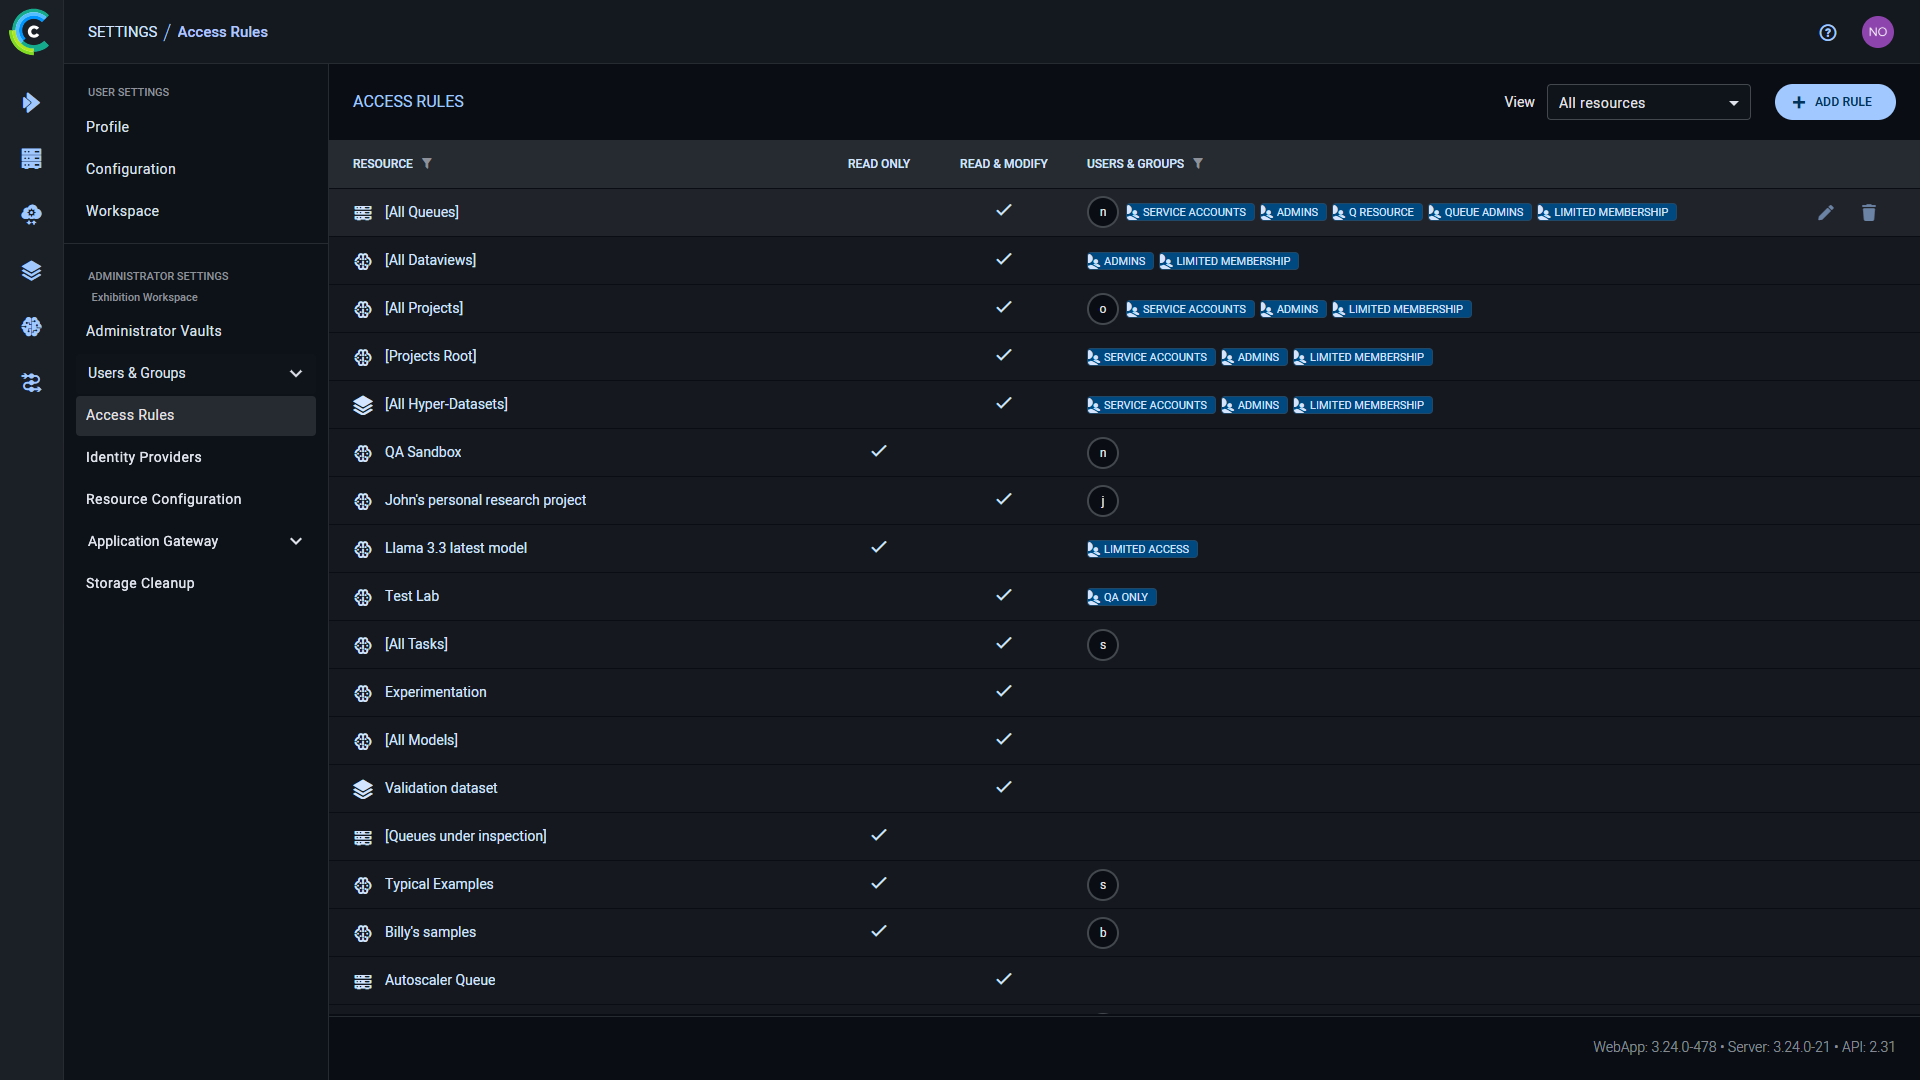 C
SETTINGS / Access Rules
?
NO
USER SETTINGS
Profile
Configuration
Workspace
ADMINISTRATOR SETTINGS
Exhibition Workspace
Administrator Vaults
Users & Groups
Access Rules
Identity Providers
Resource Configuration
Application Gateway
Storage Cleanup
ACCESS RULES
View All resources
+ ADD RULE
RESOURCE READ ONLY READ & MODIFY USERS & GROUPS
[All Queues] n SERVICE ACCOUNTS ADMINS Q RESOURCE QUEUE ADMINS LIMITED MEMBERSHIP
[All Dataviews] ADMINS LIMITED MEMBERSHIP
[All Projects] o SERVICE ACCOUNTS ADMINS LIMITED MEMBERSHIP
[Projects Root] SERVICE ACCOUNTS ADMINS LIMITED MEMBERSHIP
[All Hyper-Datasets] SERVICE ACCOUNTS ADMINS LIMITED MEMBERSHIP
QA Sandbox n
John's personal research project j
Llama 3.3 latest model LIMITED ACCESS
Test Lab QA ONLY
[All Tasks] s
Experimentation
[All Models]
Validation dataset
[Queues under inspection]
Typical Examples s
Billy's samples b
Autoscaler Queue
WebApp: 3.24.0-478 • Server: 3.24.0-21 • API: 2.31